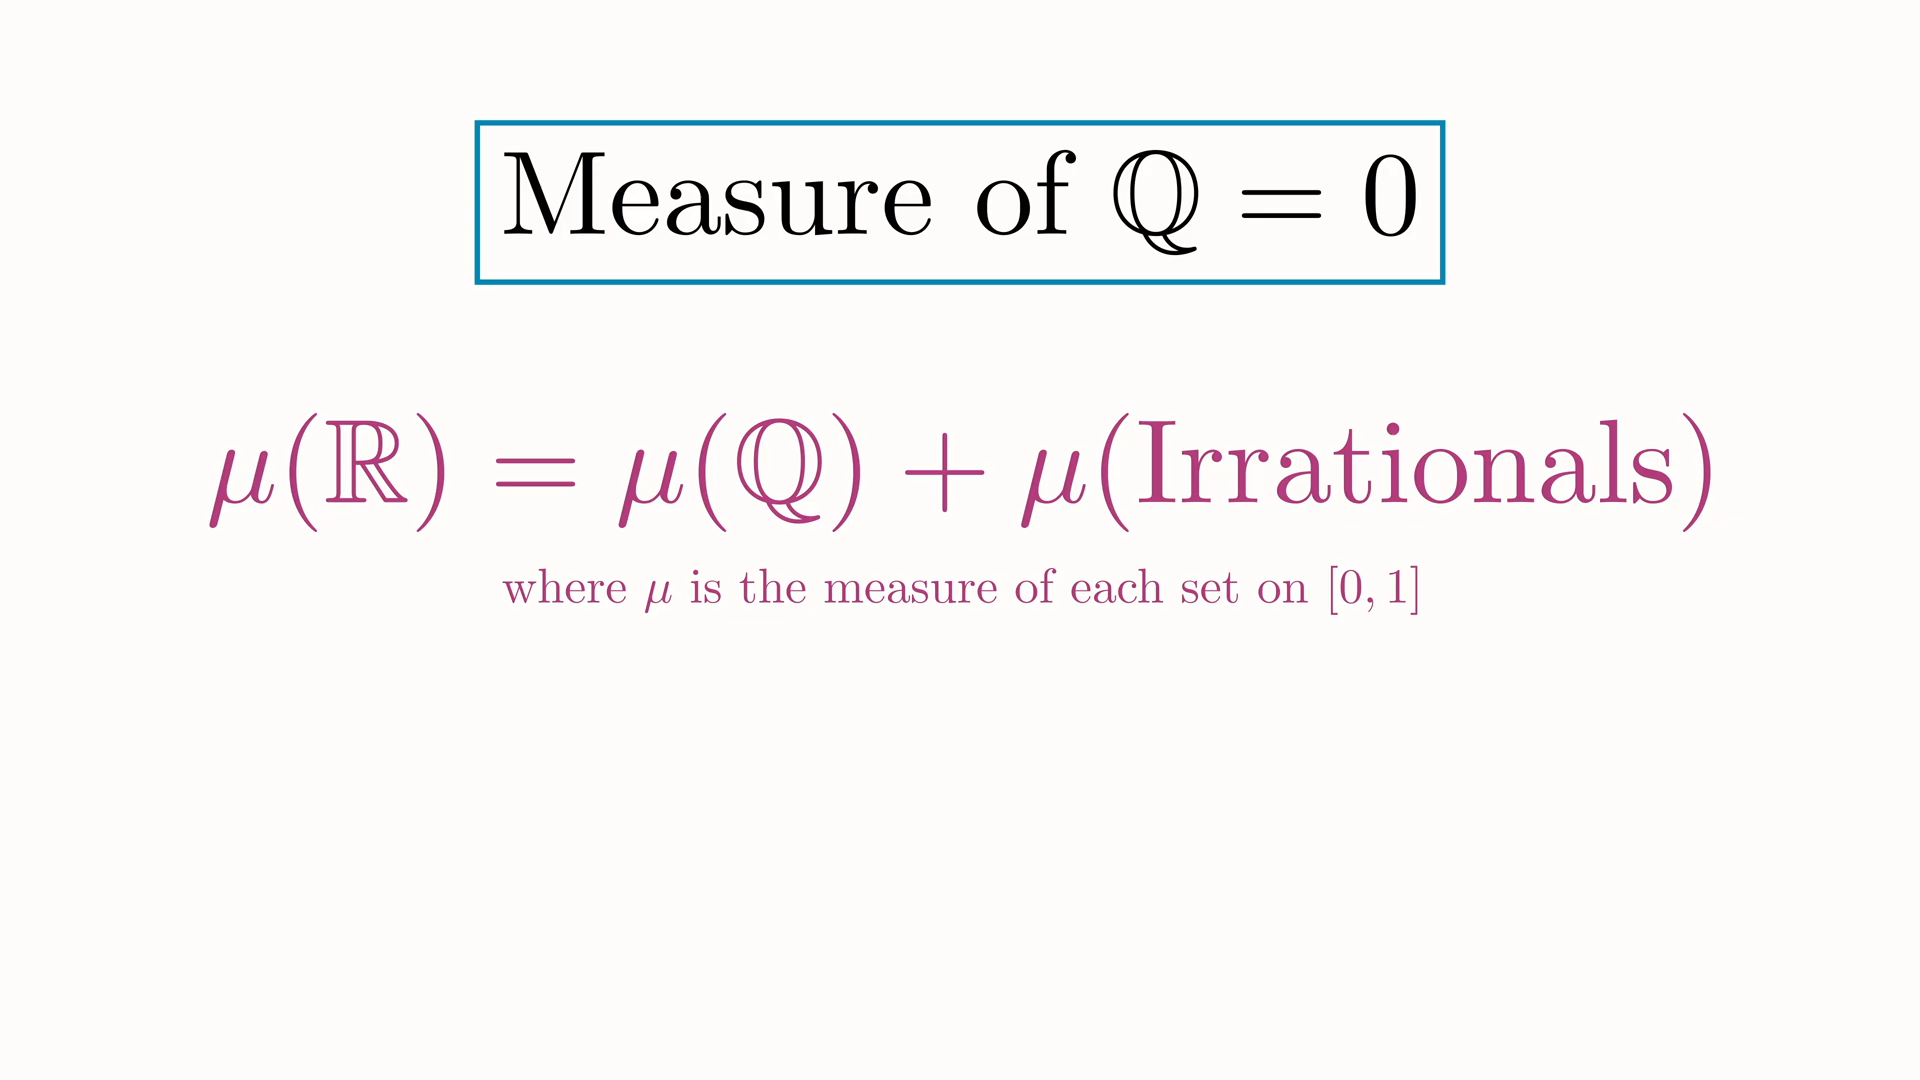 Measure of ℚ = 0
μ(ℝ) = μ(ℚ) + μ(Irrationals)
where μ is the measure of each set on [0, 1]